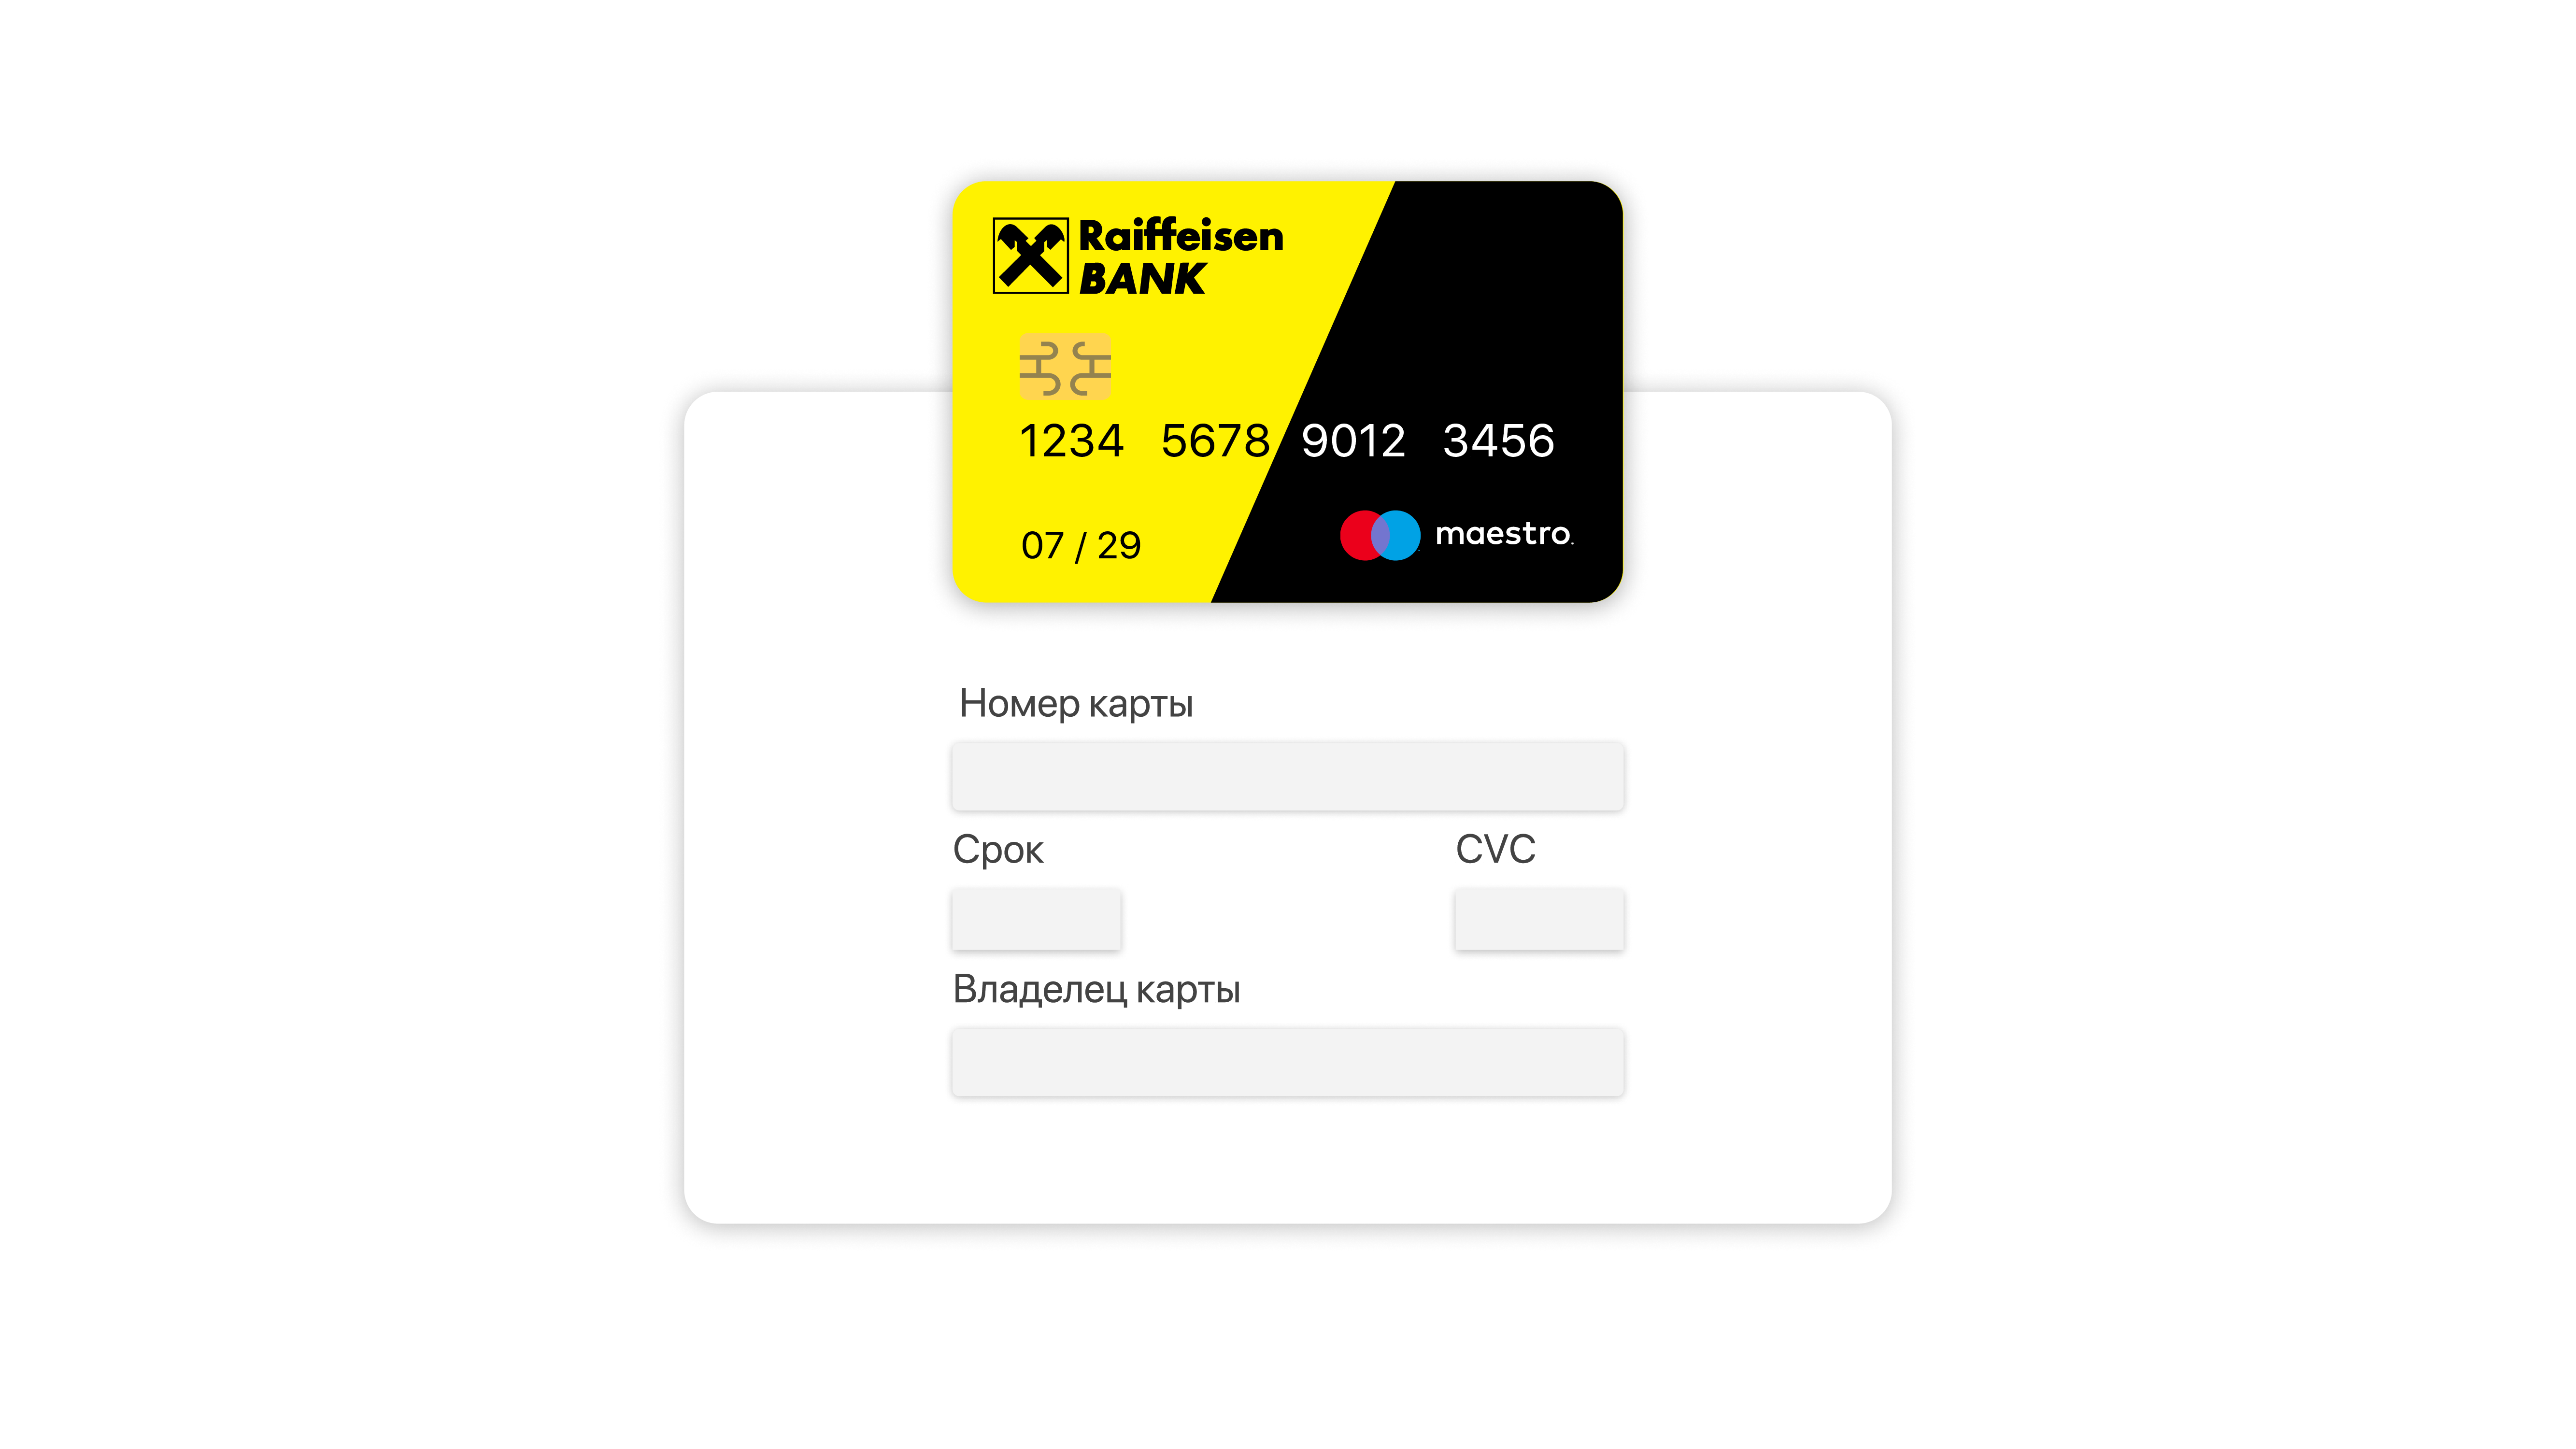 Raiffeisen
BANK
1234 5678 9012 3456
07 / 29
maestro.
Номер карты
Срок
CVC
Владелец карты